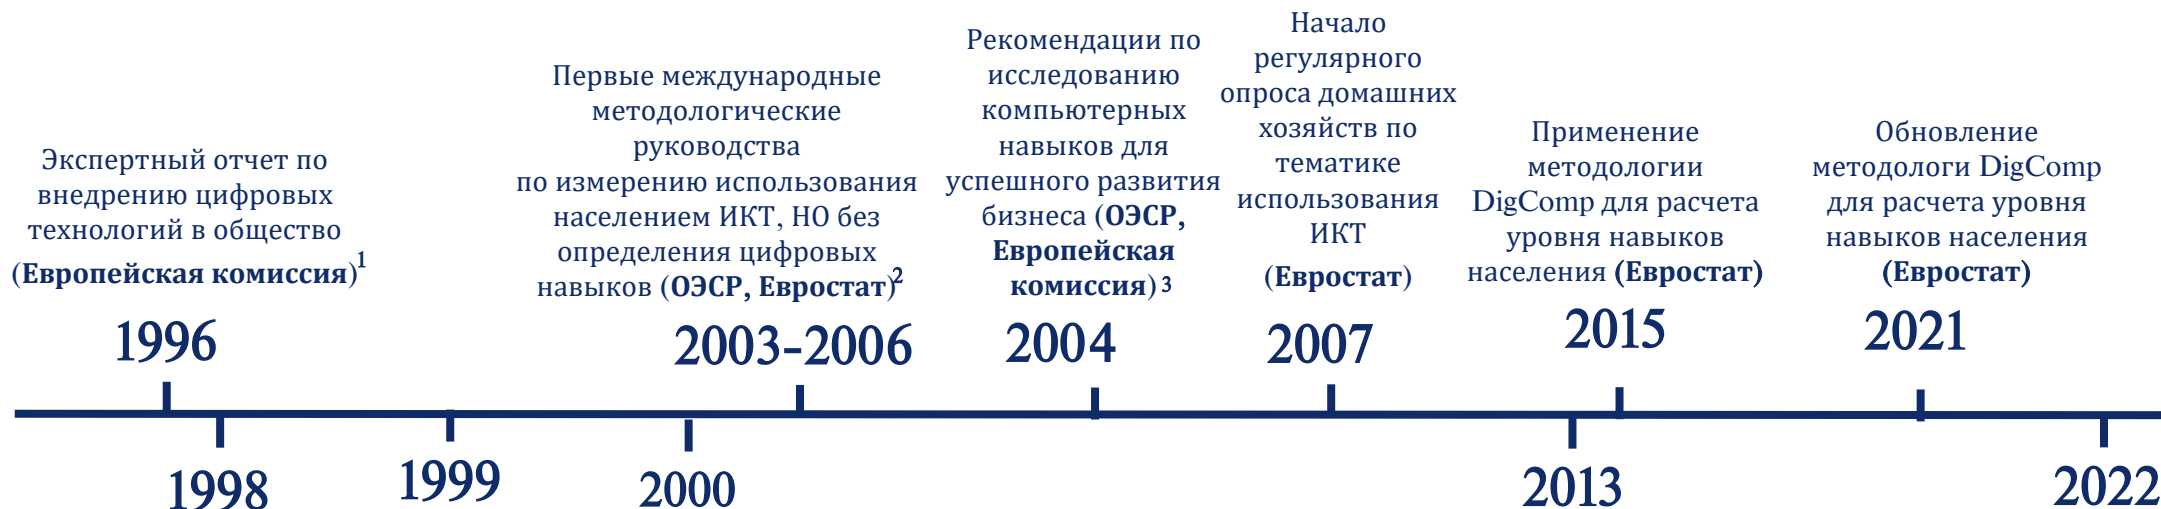 Экспертный отчет по
внедрению цифровых
технологий в общество
(Европейская комиссия)1
1996
Первые международные
методологические
руководства
по измерению использования
населением ИКТ, НО без
определения цифровых
навыков (ОЭСР, Евростат)2
2003-2006
Рекомендации по
исследованию
компьютерных
навыков для
успешного развития
бизнеса (ОЭСР,
Европейская
комиссия) 3
2004
Начало
регулярного
опроса домашних
хозяйств по
тематике
использования
ИКТ
(Евростат)
2007
Применение
методологии
DigComp для расчета
уровня навыков
населения (Евростат)
2015
Обновление
методологи DigComp
для расчета уровня
навыков населения
(Евростат)
2021
1998
1999
2000
2013
2022